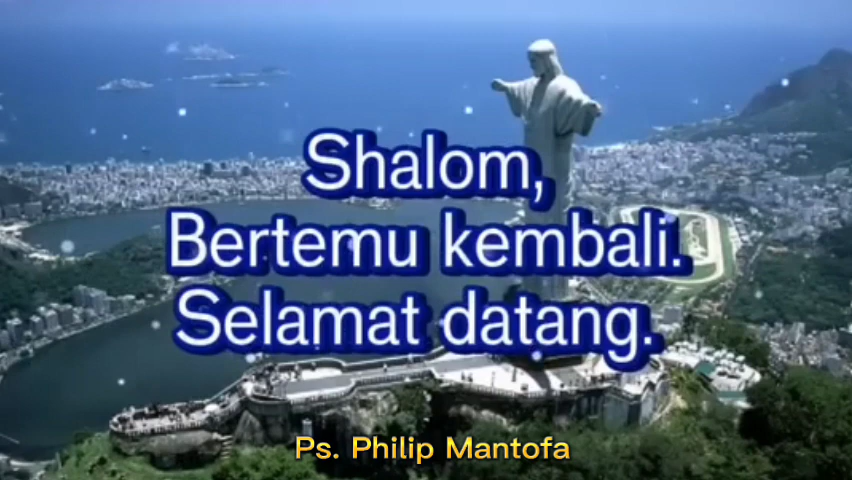 Shalom,
Bertemu kembali.
Selamat datang.
Ps. Philip Mantofa